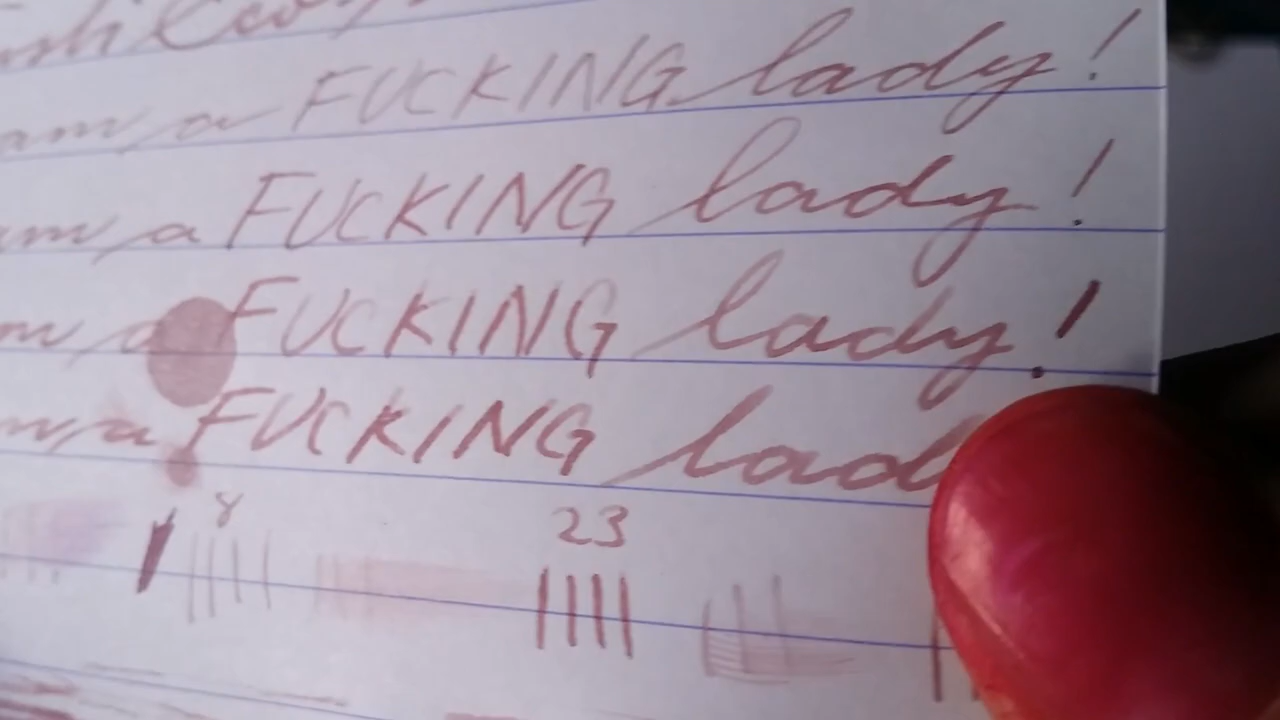 am a FUCKING lady!
am a FUCKING lady!
m a FUCKING lady!
m a FUCKING lad
8
23